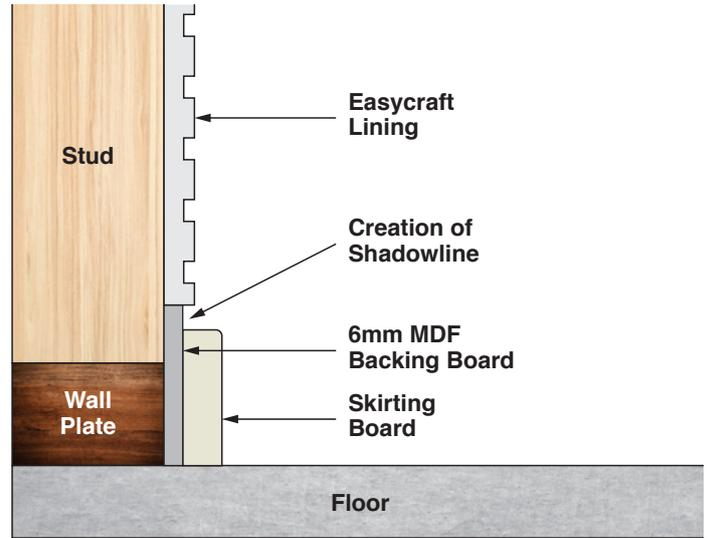 Easycraft
Lining
Stud
Creation of
Shadowline
6mm MDF
Backing Board
Wall
Plate
Skirting
Board
Floor